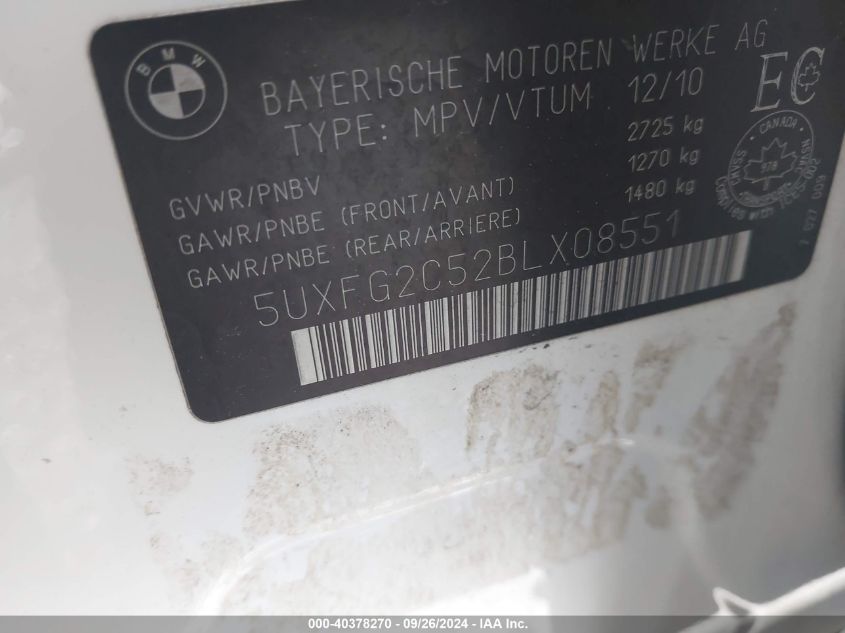 BMW
BAYERISCHE MOTOREN WERKE AG
TYPE: MPV/VTUM 12/10
EC
GVWR/PNBV 2725 kg
GAWR/PNBE (FRONT/AVANT) 1270 kg
GAWR/PNBE (REAR/ARRIERE) 1480 kg
CANADA
5UXFG2C52BLX08551
000-40378270 - 09/26/2024 - IAA Inc.